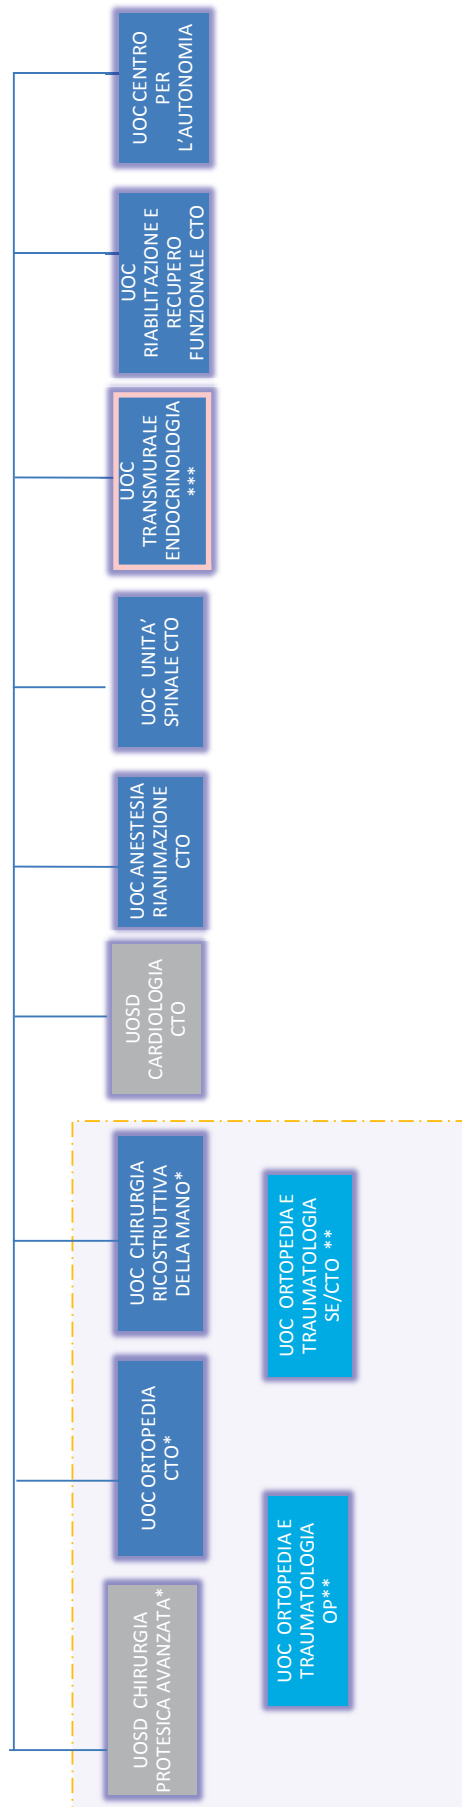 UOSD CHIRURGIA
PROTESICA AVANZATA*
UOC ORTOPEDIA
CTO*
UOC CHIRURGIA
RICOSTRUTTIVA
DELLA MANO*
UOSD
CARDIOLOGIA
CTO
UOC ANESTESIA
RIANIMAZIONE
CTO
UOC UNITA’
SPINALE CTO
UOC
TRANSMURALE
ENDOCRINOLOGIA
***
UOC
RIABILITAZIONE E
RECUPERO
FUNZIONALE CTO
UOC CENTRO
PER
L’AUTONOMIA
UOC ORTOPEDIA E
TRAUMATOLOGIA
OP**
UOC ORTOPEDIA E
TRAUMATOLOGIA
SE/CTO **